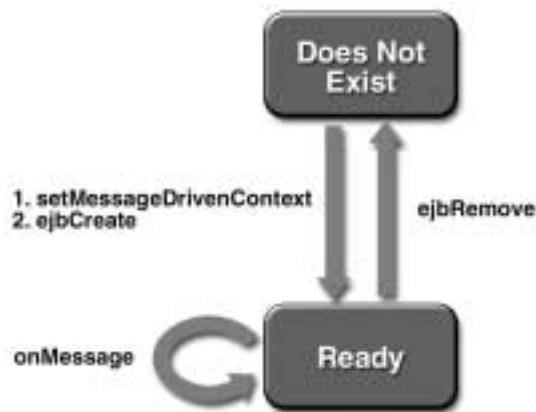 Does Not
Exist
1. setMessageDrivenContext
2. ejbCreate
ejbRemove
onMessage
Ready